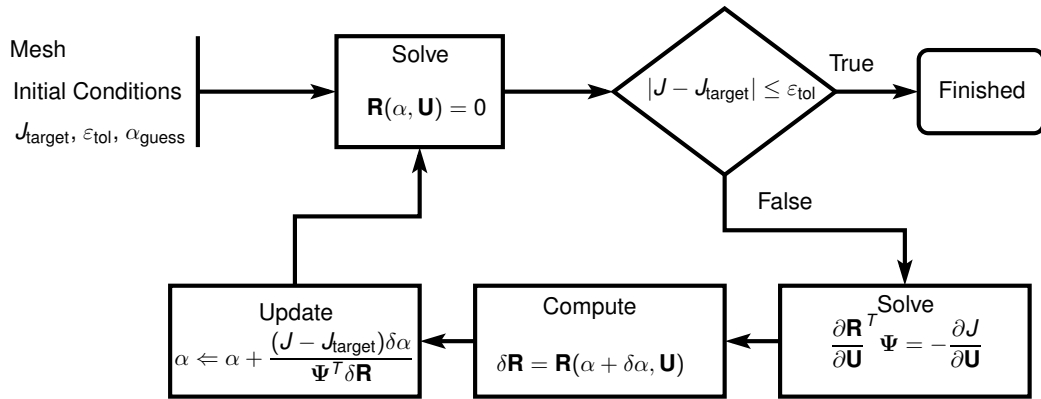 Mesh
Initial Conditions
J_target, ε_tol, α_guess
Solve
R(α, U) = 0
|J − J_target| ≤ ε_tol
True
Finished
False
Solve
∂R/∂U^T Ψ = −∂J/∂U
Compute
δR = R(α + δα, U)
Update
α ⇐ α + (J − J_target)δα / Ψ^T δR